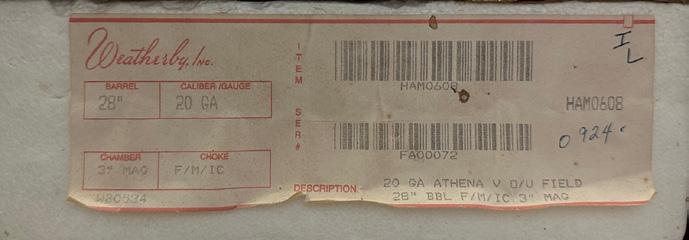 Weatherby, Inc.
BARREL CALIBER/GAUGE
28" 20 GA
CHAMBER CHOKE
3" MAG F/M/IC
W80534
ITEM
HAM0608
SER#
FA00072
DESCRIPTION 20 GA ATHENA V O/U FIELD
28" BBL F/M/IC 3" MAG
IL
HAM0608
0924.